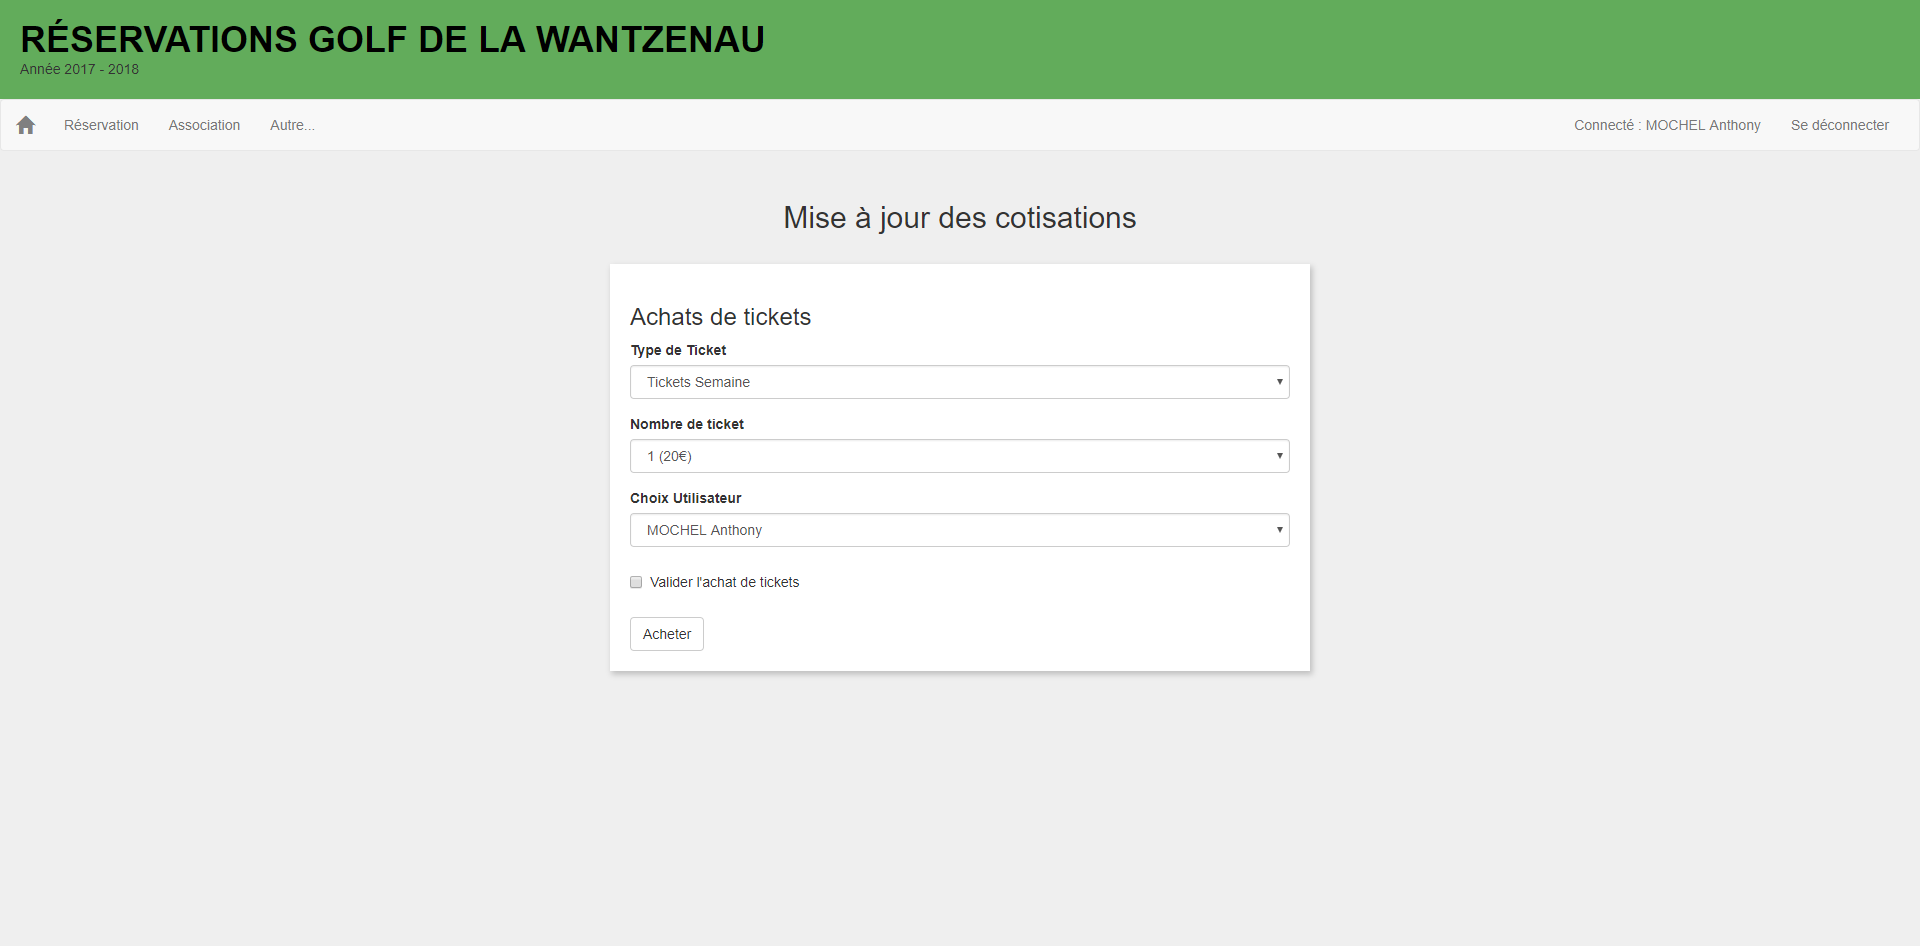 RÉSERVATIONS GOLF DE LA WANTZENAU
Année 2017 - 2018
Réservation Association Autre... Connecté : MOCHEL Anthony Se déconnecter
Mise à jour des cotisations
Achats de tickets
Type de Ticket
Tickets Semaine
Nombre de ticket
1 (20€)
Choix Utilisateur
MOCHEL Anthony
Valider l'achat de tickets
Acheter